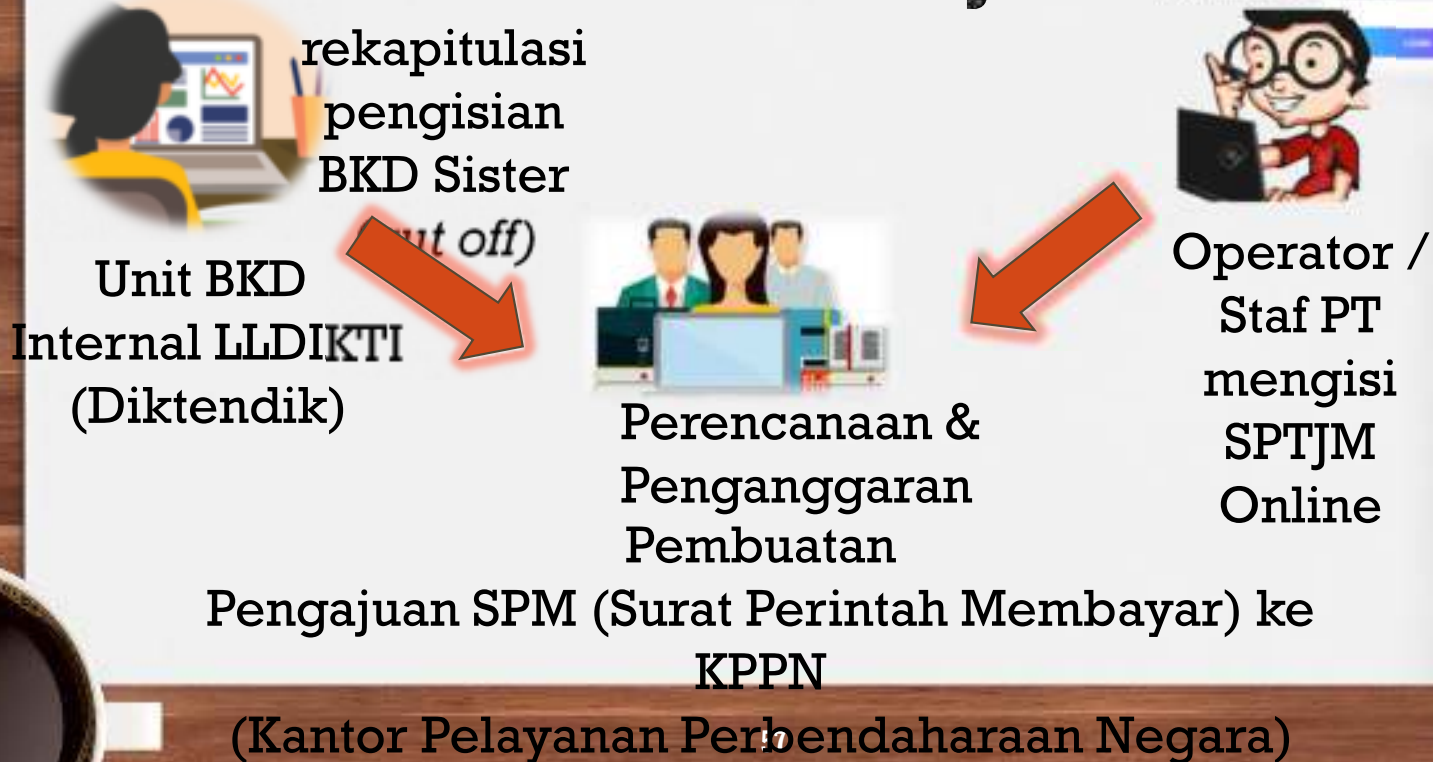 rekapitulasi
pengisian
BKD Sister
off)
Unit BKD
Internal LLDIKTI
(Diktendik)
Operator /
Staf PT
mengisi
SPTJM
Online
Perencanaan &
Penganggaran
Pembuatan
Pengajuan SPM (Surat Perintah Membayar) ke
KPPN
(Kantor Pelayanan Perbendaharaan Negara)